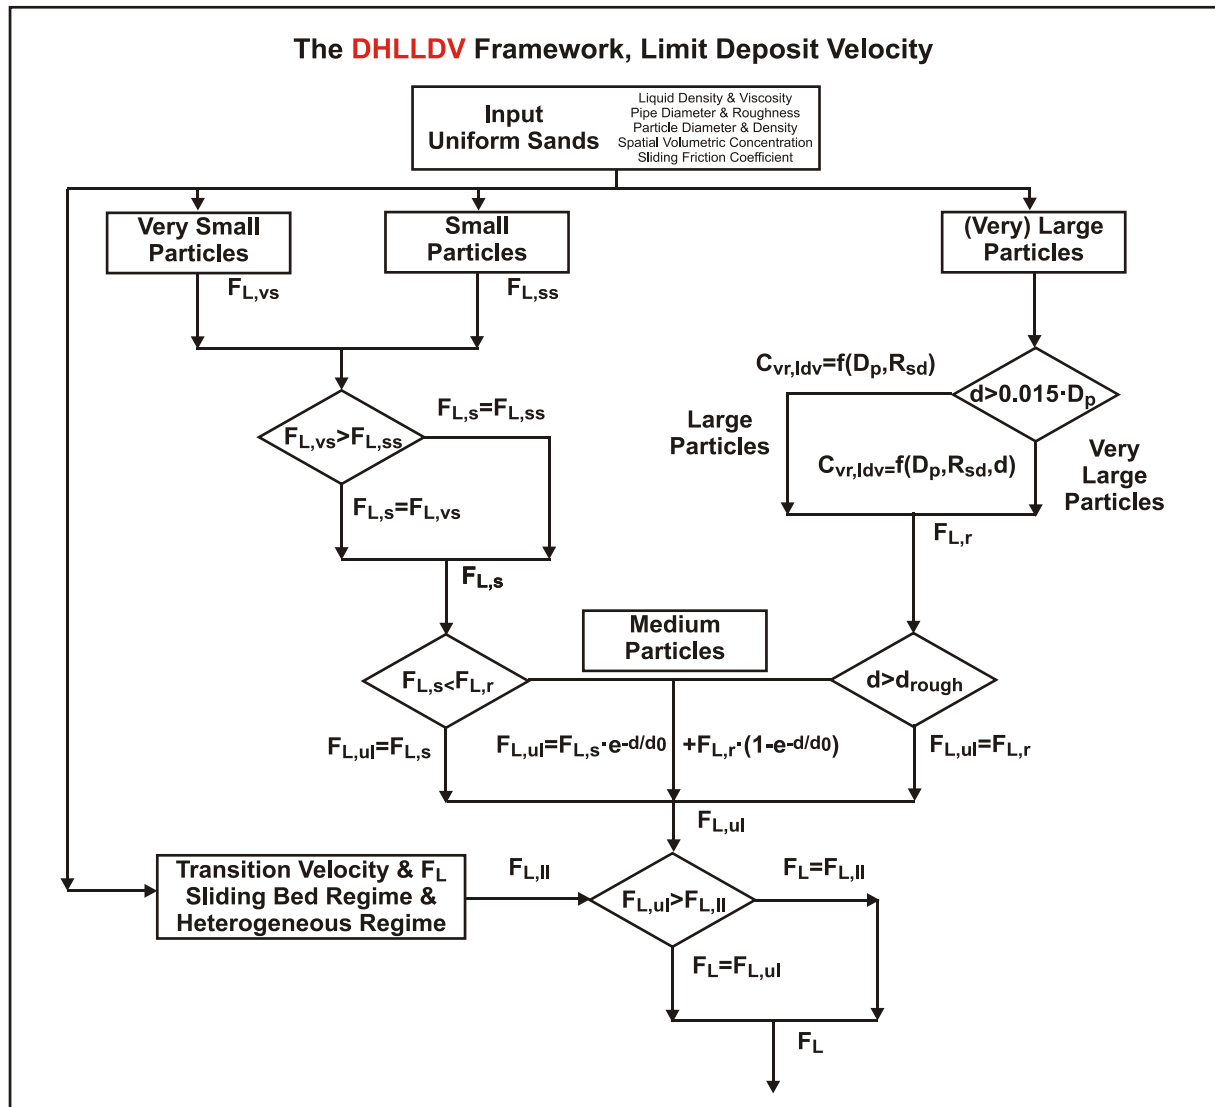 The DHLLDV Framework, Limit Deposit Velocity
Input
Uniform Sands
Liquid Density & Viscosity
Pipe Diameter & Roughness
Particle Diameter & Density
Spatial Volumetric Concentration
Sliding Friction Coefficient
Very Small
Particles
Small
Particles
(Very) Large
Particles
FL,vs
FL,ss
Cvr,ldv=f(Dp,Rsd)
d>0.015·Dp
Large
Particles
FL,s=FL,ss
FL,vs>FL,ss
Cvr,ldv=f(Dp,Rsd,d)
Very
Large
Particles
FL,s=FL,vs
FL,r
FL,s
Medium
Particles
FL,s<FL,r
d>drough
FL,ul=FL,s
FL,ul=FL,s·e-d/d0 +FL,r·(1-e-d/d0)
FL,ul=FL,r
FL,ul
Transition Velocity & FL
Sliding Bed Regime &
Heterogeneous Regime
FL,ll
FL,ul>FL,ll
FL=FL,ll
FL=FL,ul
FL